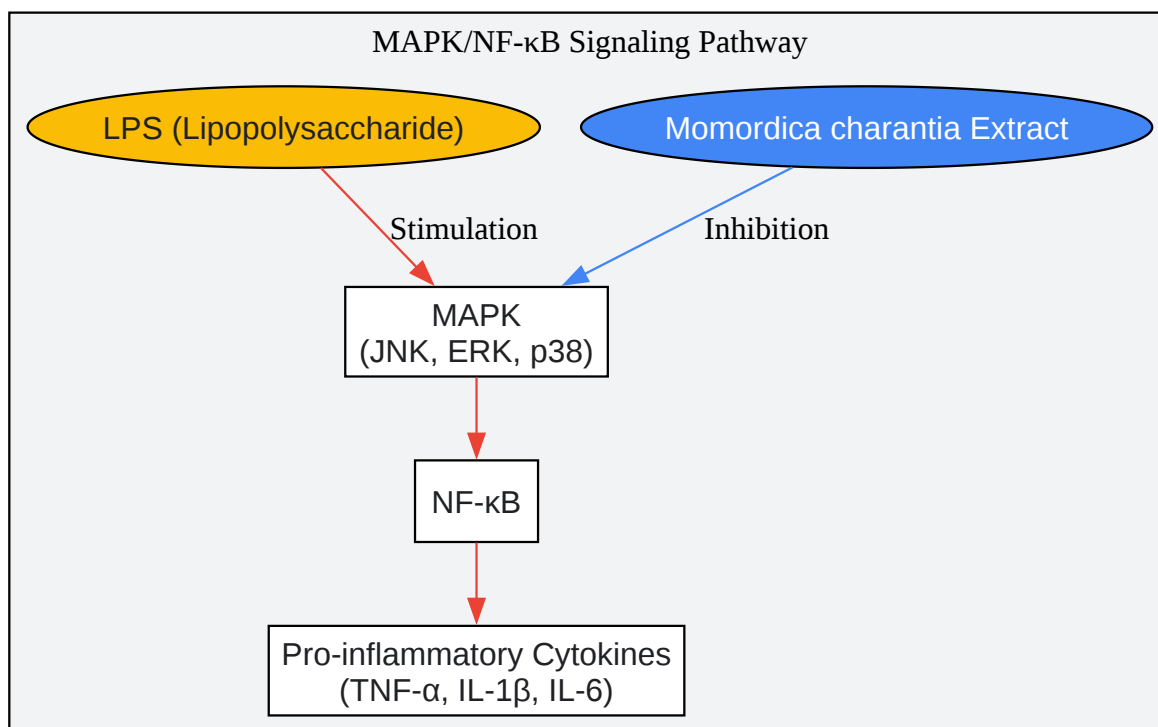 MAPK/NF-κB Signaling Pathway
LPS (Lipopolysaccharide)
Momordica charantia Extract
Stimulation
Inhibition
MAPK
(JNK, ERK, p38)
NF-κB
Pro-inflammatory Cytokines
(TNF-α, IL-1β, IL-6)